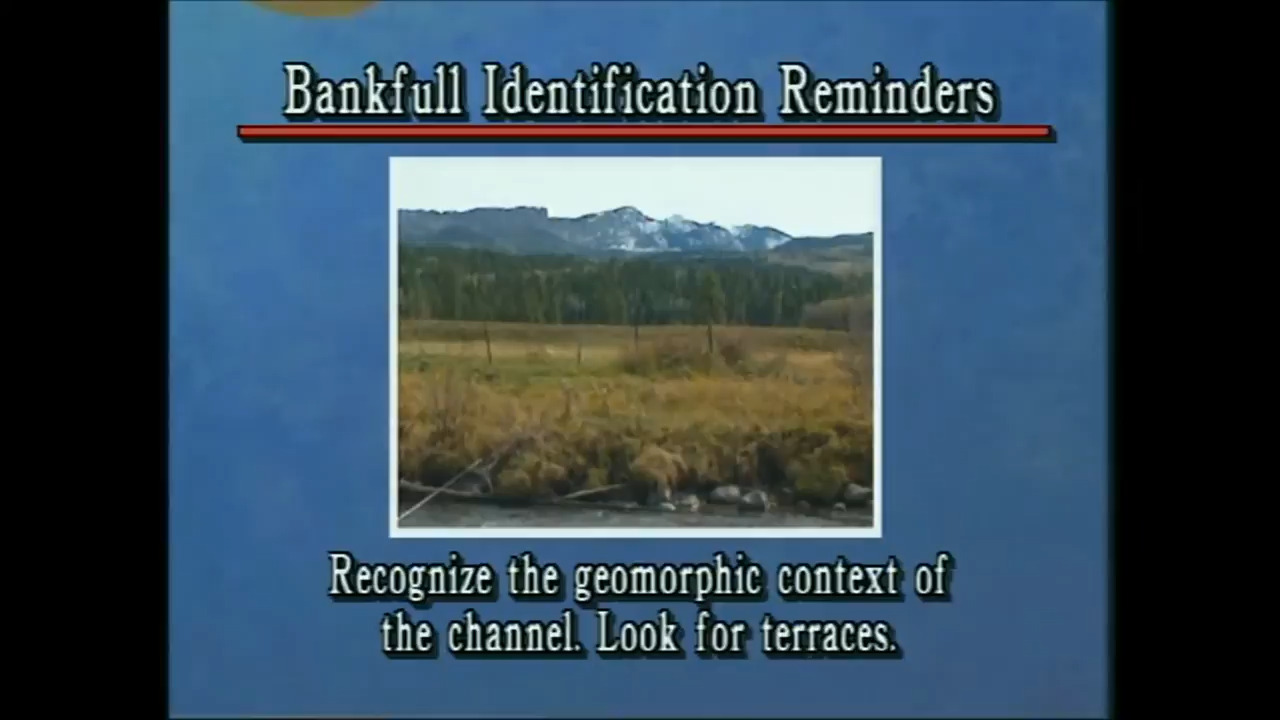 Bankfull Identification Reminders
Recognize the geomorphic context of
the channel. Look for terraces.